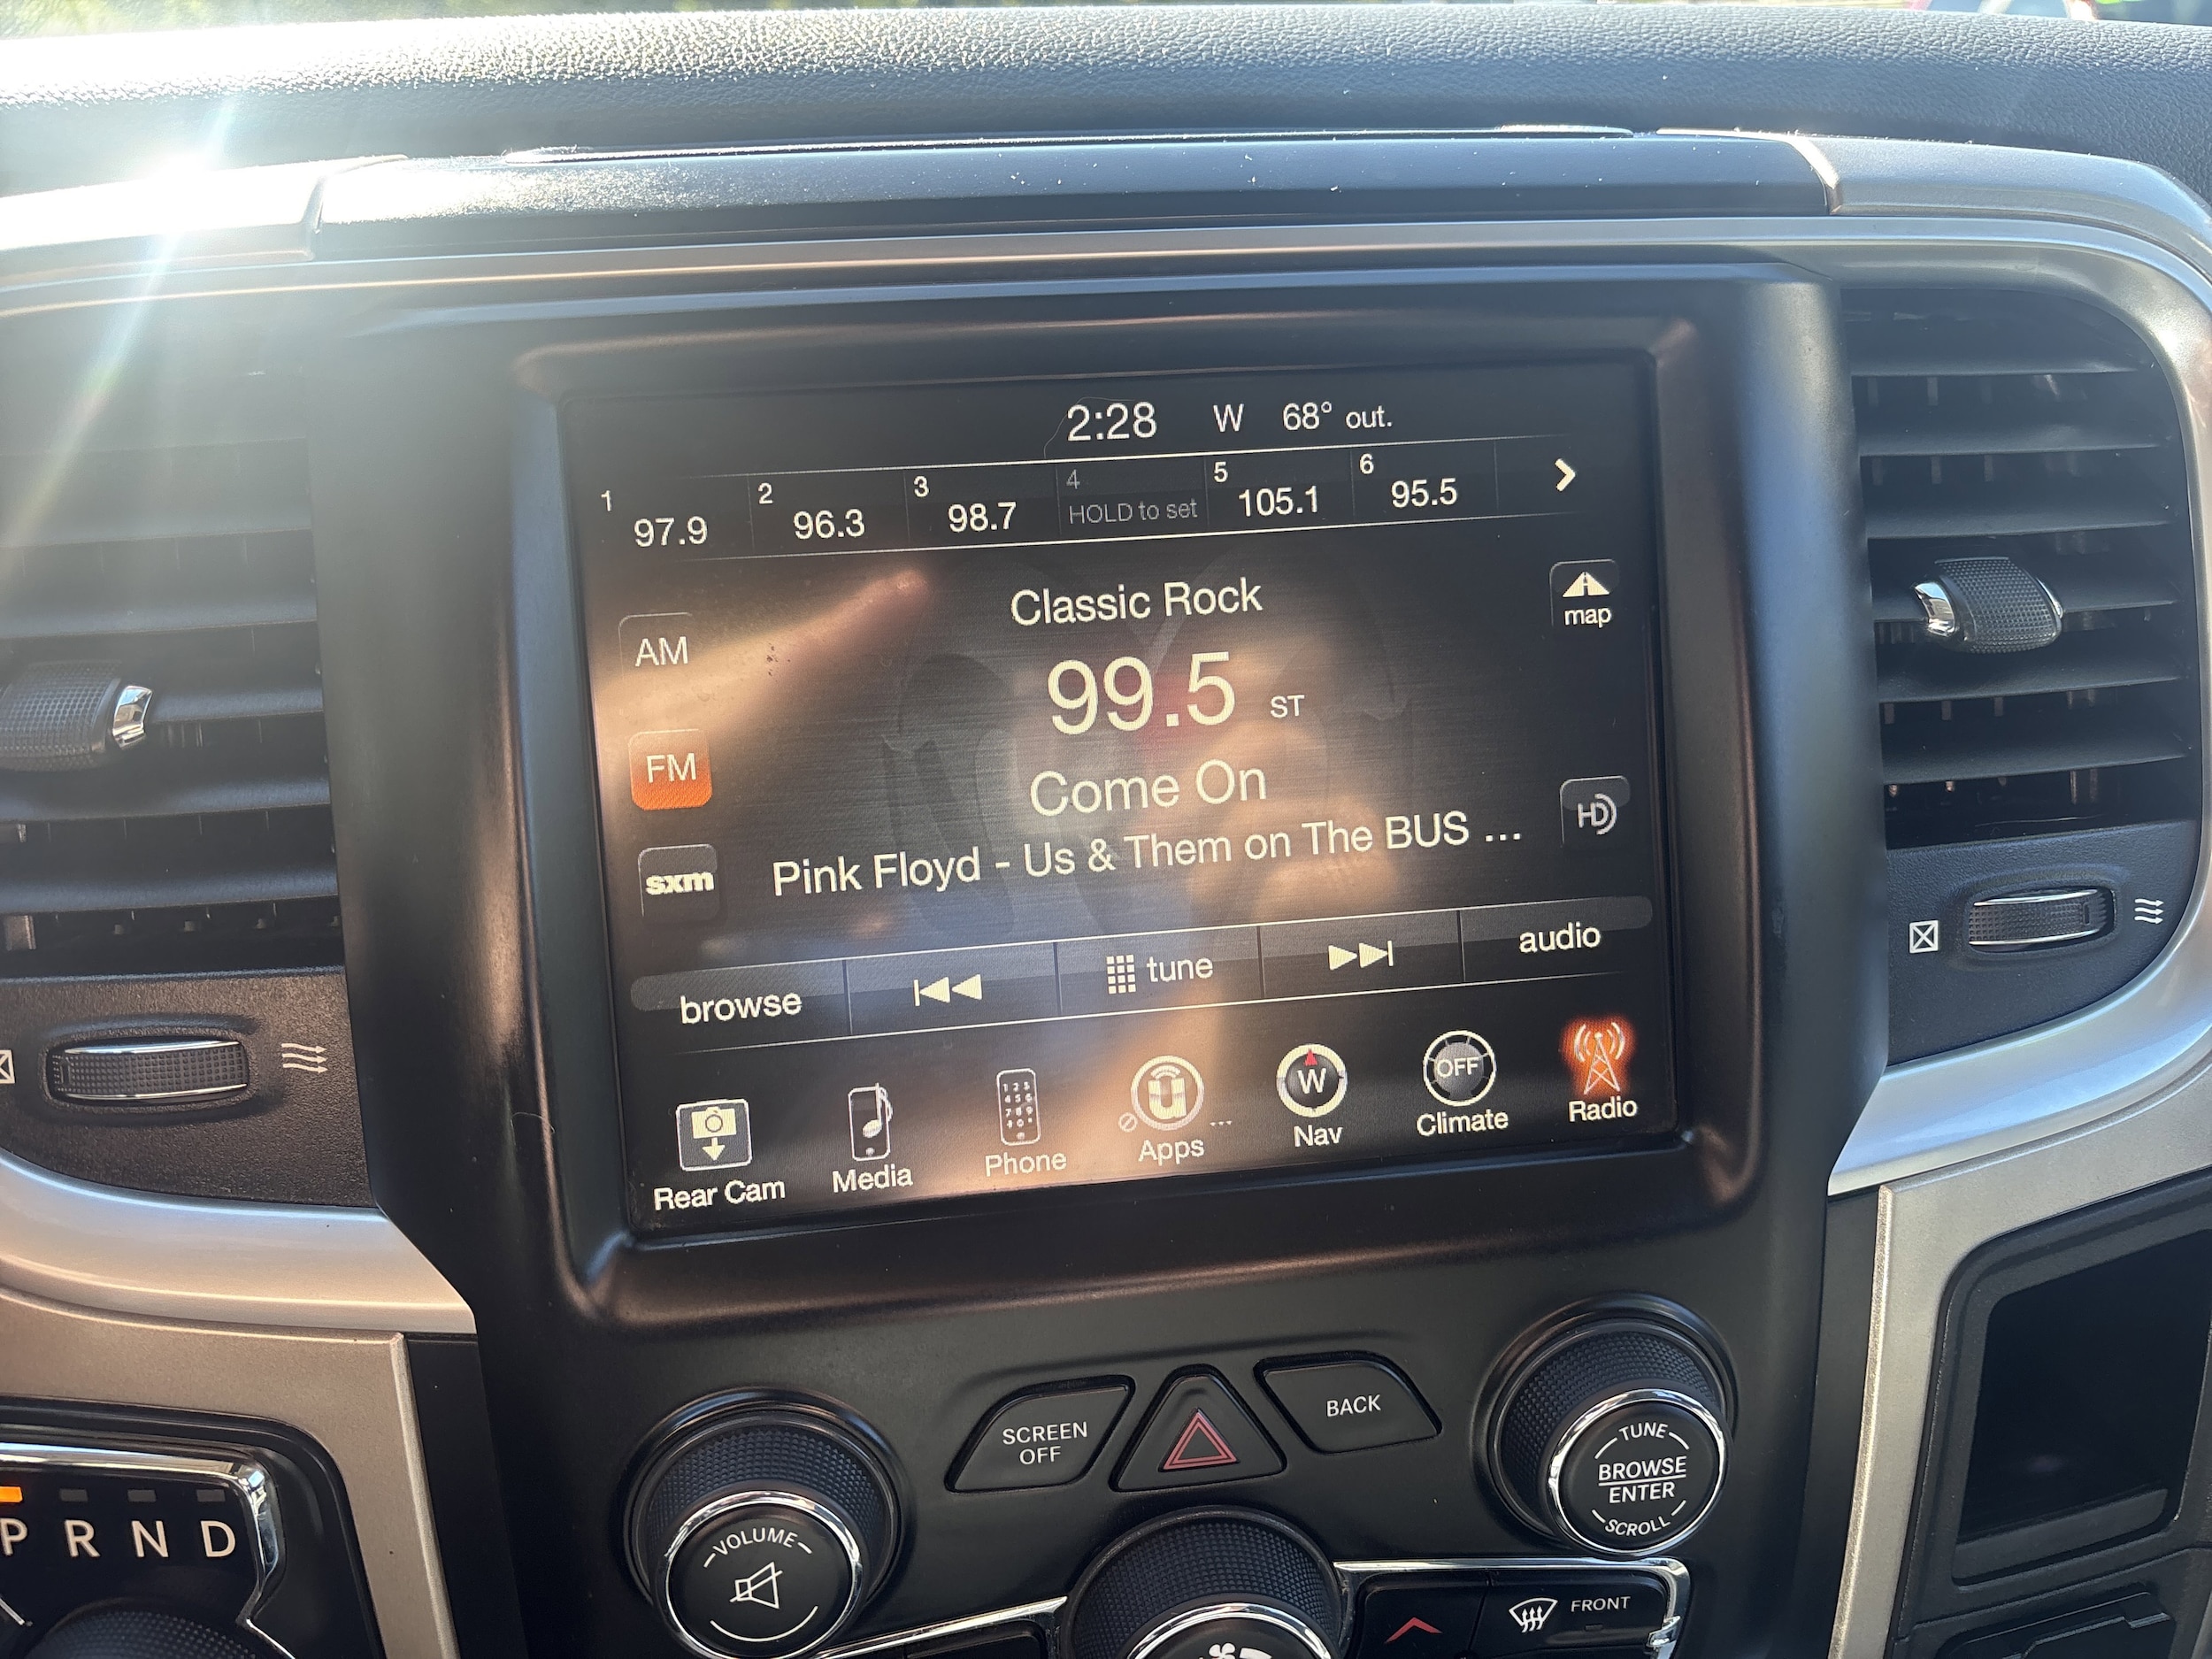 2:28 W 68° out.
1 97.9 2 96.3 3 98.7 4 HOLD to set 5 105.1 6 95.5
Classic Rock
map
AM
99.5 ST
FM
Come On
HD
Pink Floyd - Us & Them on The BUS ...
sxm
browse tune audio
Rear Cam Media Phone Apps ... W Nav OFF Climate Radio
SCREEN
OFF
BACK
TUNE
BROWSE
ENTER
SCROLL
VOLUME
P R N D
FRONT